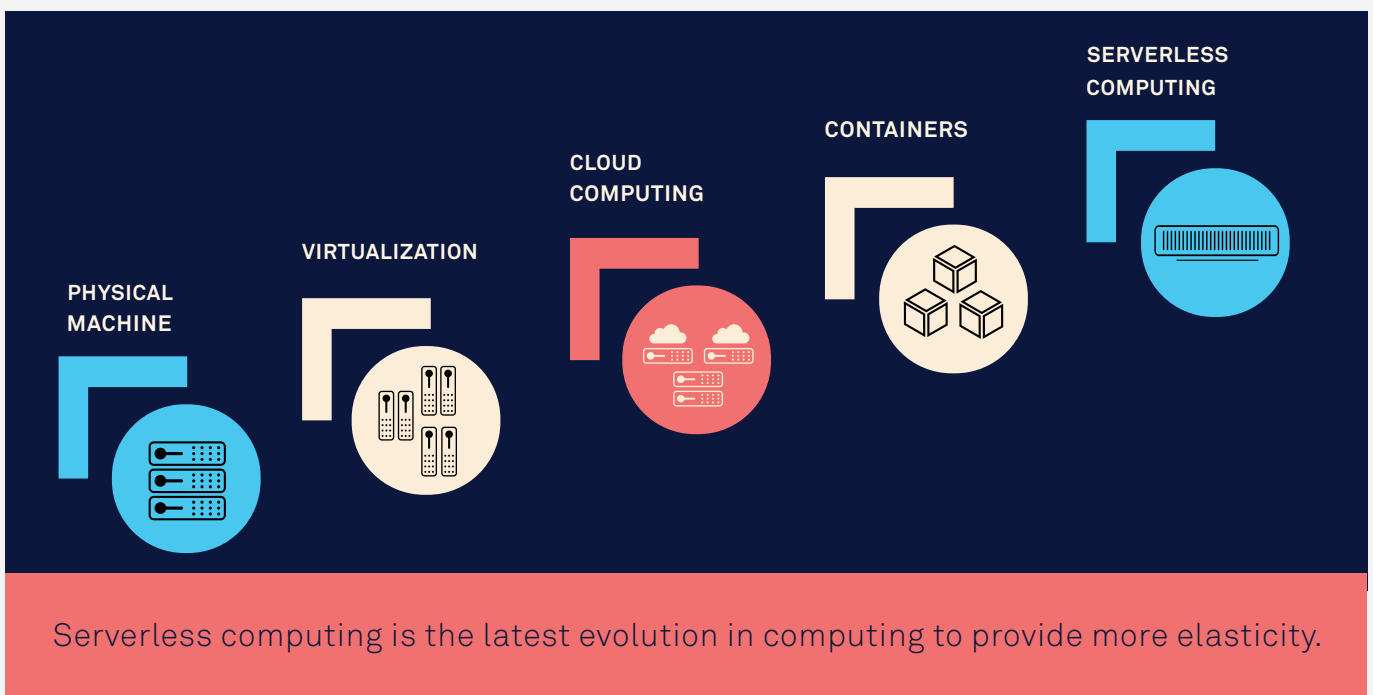 PHYSICAL
MACHINE
VIRTUALIZATION
CLOUD
COMPUTING
CONTAINERS
SERVERLESS
COMPUTING
Serverless computing is the latest evolution in computing to provide more elasticity.